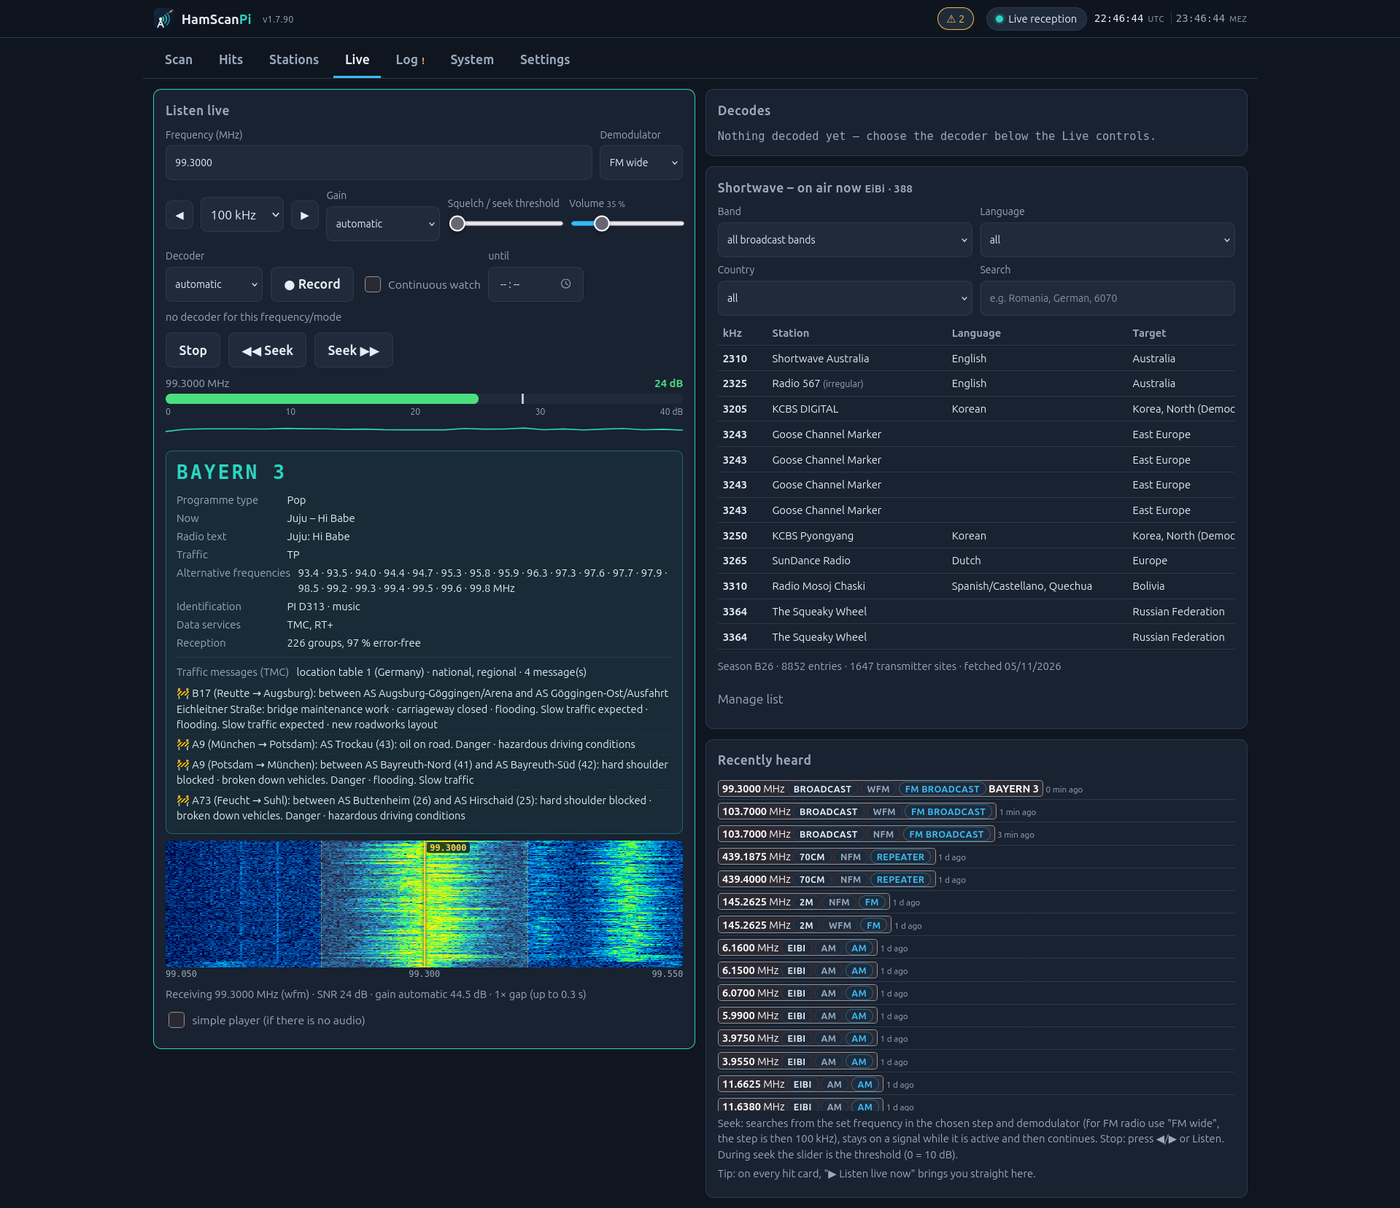 HamScanPi v1.7.90
⚠ 2 Live reception 22:46:44 UTC 23:46:44 MEZ
Scan Hits Stations Live Log ! System Settings
Listen live
Frequency (MHz) Demodulator
99.3000 FM wide
Gain Squelch / seek threshold Volume 35 %
◀ 100 kHz ▶ automatic
Decoder until
automatic ● Record Continuous watch --:--
no decoder for this frequency/mode
Stop ◀◀ Seek Seek ▶▶
99.3000 MHz 24 dB
0 10 20 30 40 dB
BAYERN 3
Programme type Pop
Now Juju – Hi Babe
Radio text Juju: Hi Babe
Traffic TP
Alternative frequencies 93.4 · 93.5 · 94.0 · 94.4 · 94.7 · 95.3 · 95.8 · 95.9 · 96.3 · 97.3 · 97.6 · 97.7 · 97.9 ·
98.5 · 99.2 · 99.3 · 99.4 · 99.5 · 99.6 · 99.8 MHz
Identification PI D313 · music
Data services TMC, RT+
Reception 226 groups, 97 % error-free
Traffic messages (TMC) location table 1 (Germany) · national, regional · 4 message(s)
🚧 B17 (Reutte → Augsburg): between AS Augsburg-Göggingen/Arena and AS Göggingen-Ost/Ausfahrt
Eichleitner Straße: bridge maintenance work · carriageway closed · flooding. Slow traffic expected ·
flooding. Slow traffic expected · new roadworks layout
🚧 A9 (München → Potsdam): AS Trockau (43): oil on road. Danger · hazardous driving conditions
🚧 A9 (Potsdam → München): between AS Bayreuth-Nord (41) and AS Bayreuth-Süd (42): hard shoulder
blocked · broken down vehicles. Danger · flooding. Slow traffic
🚧 A73 (Feucht → Suhl): between AS Buttenheim (26) and AS Hirschaid (25): hard shoulder blocked ·
broken down vehicles. Danger · hazardous driving conditions
99.3000
99.050 99.300 99.550
Receiving 99.3000 MHz (wfm) · SNR 24 dB · gain automatic 44.5 dB · 1× gap (up to 0.3 s)
simple player (if there is no audio)
Decodes
Nothing decoded yet — choose the decoder below the Live controls.
Shortwave – on air now EiBi · 388
Band Language
all broadcast bands all
Country Search
all e.g. Romania, German, 6070
kHz Station Language Target
2310 Shortwave Australia English Australia
2325 Radio 567 (irregular) English Australia
3205 KCBS DIGITAL Korean Korea, North (Democ
3243 Goose Channel Marker East Europe
3243 Goose Channel Marker East Europe
3243 Goose Channel Marker East Europe
3243 Goose Channel Marker East Europe
3250 KCBS Pyongyang Korean Korea, North (Democ
3265 SunDance Radio Dutch Europe
3310 Radio Mosoj Chaski Spanish/Castellano, Quechua Bolivia
3364 The Squeaky Wheel Russian Federation
3364 The Squeaky Wheel Russian Federation
Season B26 · 8852 entries · 1647 transmitter sites · fetched 05/11/2026
Manage list
Recently heard
99.3000 MHz BROADCAST WFM FM BROADCAST BAYERN 3 0 min ago
103.7000 MHz BROADCAST WFM FM BROADCAST 1 min ago
103.7000 MHz BROADCAST NFM FM BROADCAST 3 min ago
439.1875 MHz 70CM NFM REPEATER 1 d ago
439.4000 MHz 70CM NFM REPEATER 1 d ago
145.2625 MHz 2M NFM FM 1 d ago
145.2625 MHz 2M WFM FM 1 d ago
6.1600 MHz EIBI AM AM 1 d ago
6.1500 MHz EIBI AM AM 1 d ago
6.0700 MHz EIBI AM AM 1 d ago
5.9900 MHz EIBI AM AM 1 d ago
3.9750 MHz EIBI AM AM 1 d ago
3.9550 MHz EIBI AM AM 1 d ago
11.6625 MHz EIBI AM AM 1 d ago
11.6380 MHz EIBI AM AM 1 d ago
Seek: searches from the set frequency in the chosen step and demodulator (for FM radio use "FM wide",
the step is then 100 kHz), stays on a signal while it is active and then continues. Stop: press ◀/▶ or Listen.
During seek the slider is the threshold (0 = 10 dB).
Tip: on every hit card, "▶ Listen live now" brings you straight here.